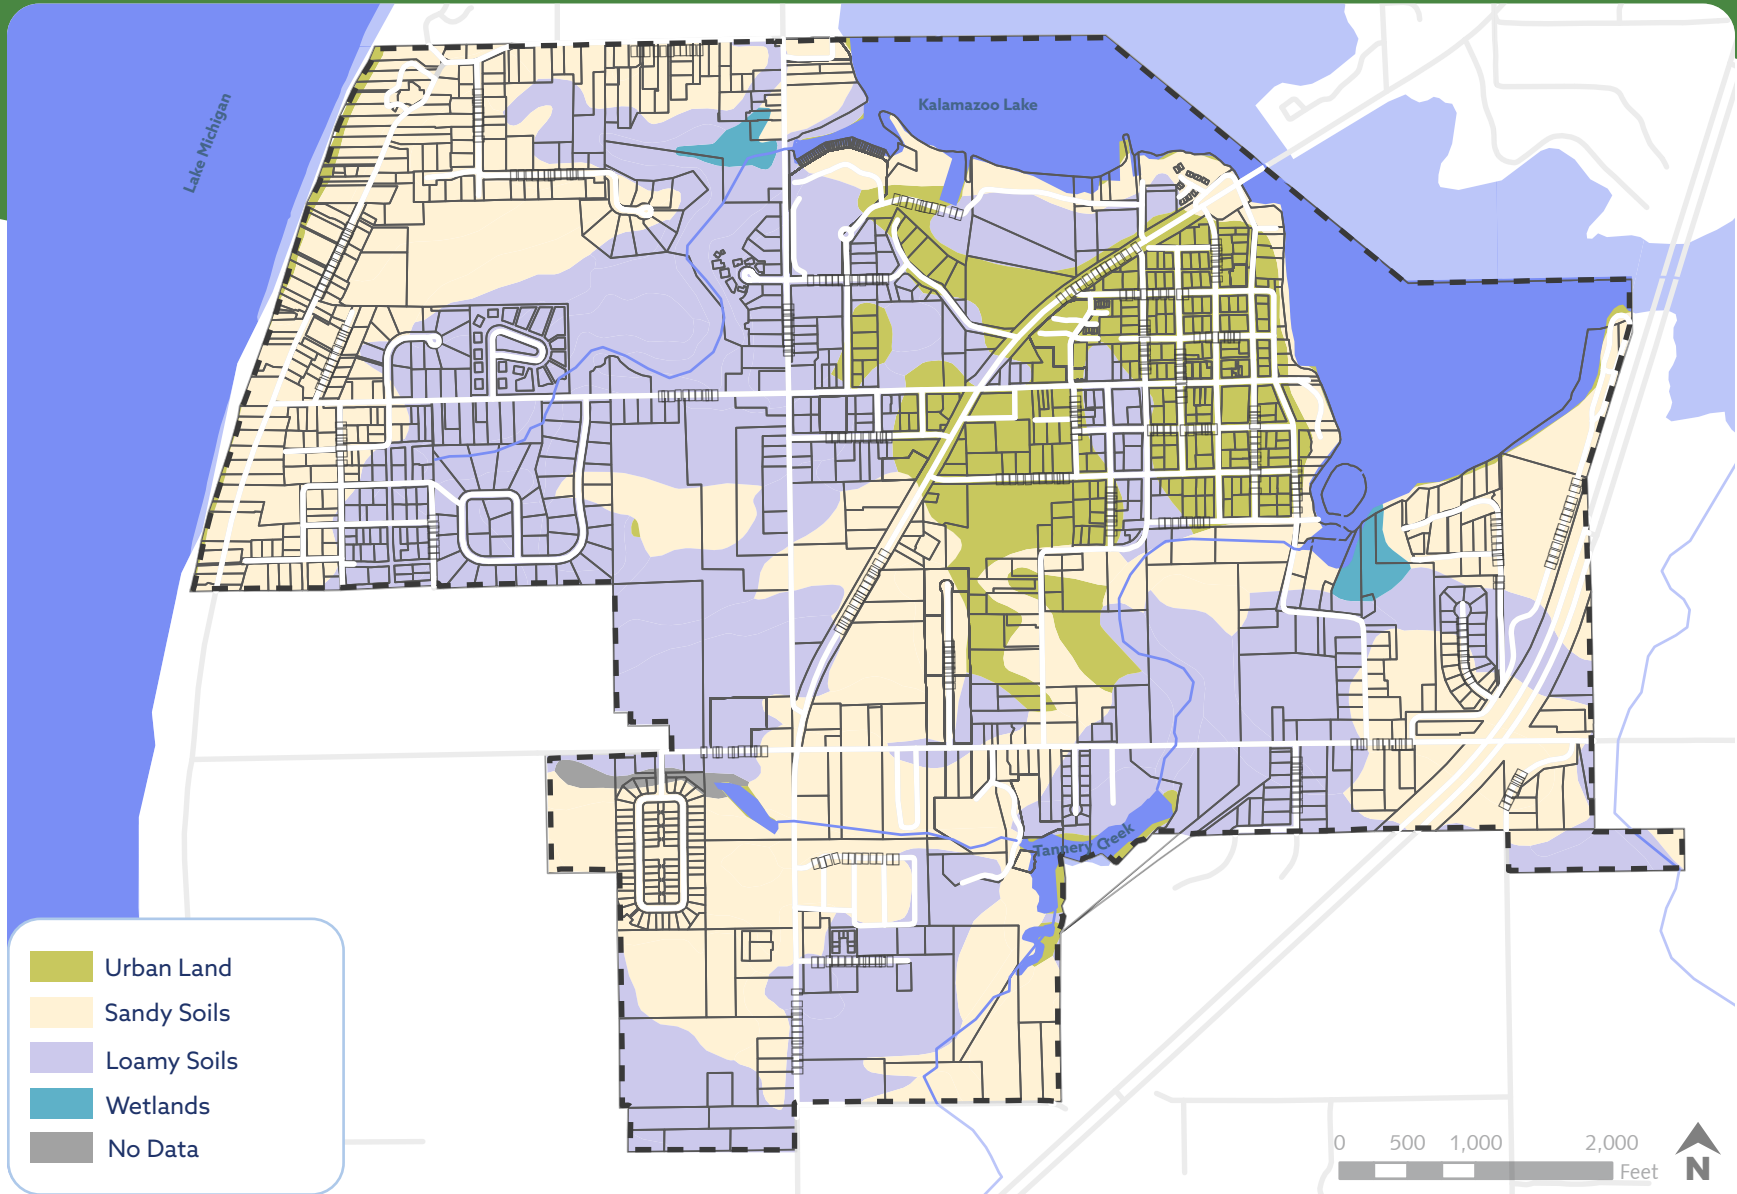 Lake Michigan
Kalamazoo Lake
Tannery Creek
Urban Land
Sandy Soils
Loamy Soils
Wetlands
No Data
0 500 1,000 2,000
Feet
N